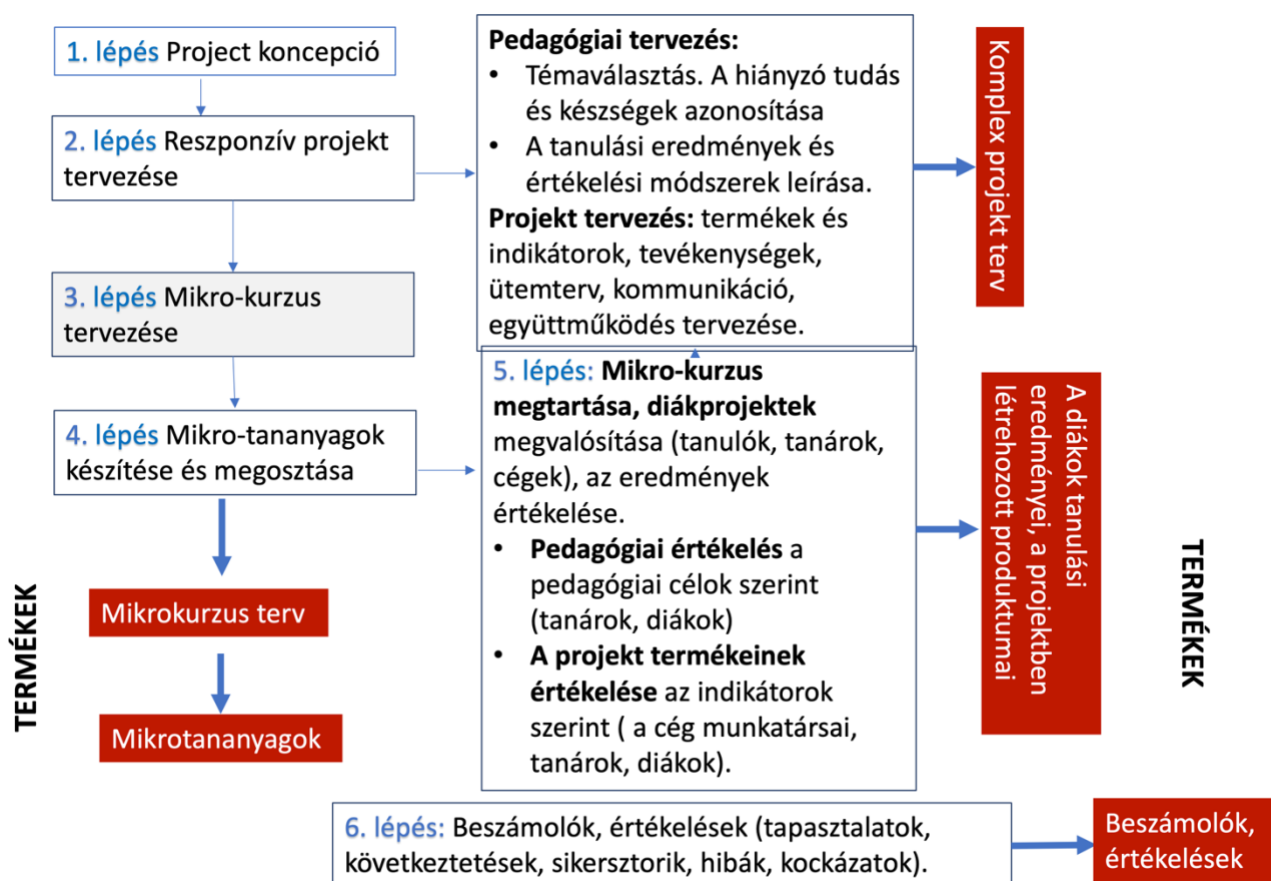 1. lépés Project koncepció
2. lépés Reszponzív projekt
tervezése
3. lépés Mikro-kurzus
tervezése
4. lépés Mikro-tananyagok
készítése és megosztása
Mikrokurzus terv
Mikrotananyagok
TERMÉKEK
Pedagógiai tervezés:
• Témaválasztás. A hiányzó tudás
és készségek azonosítása
• A tanulási eredmények és
értékelési módszerek leírása.
Projekt tervezés: termékek és
indikátorok, tevékenységek,
ütemterv, kommunikáció,
együttműködés tervezése.
Komplex projekt terv
5. lépés: Mikro-kurzus
megtartása, diákprojektek
megvalósítása (tanulók, tanárok,
cégek), az eredmények
értékelése.
• Pedagógiai értékelés a
pedagógiai célok szerint
(tanárok, diákok)
• A projekt termékeinek
értékelése az indikátorok
szerint ( a cég munkatársai,
tanárok, diákok).
A diákok tanulási
eredményei, a projektben
létrehozott produktumai
TERMÉKEK
6. lépés: Beszámolók, értékelések (tapasztalatok,
következtetések, sikersztorik, hibák, kockázatok).
Beszámolók,
értékelések